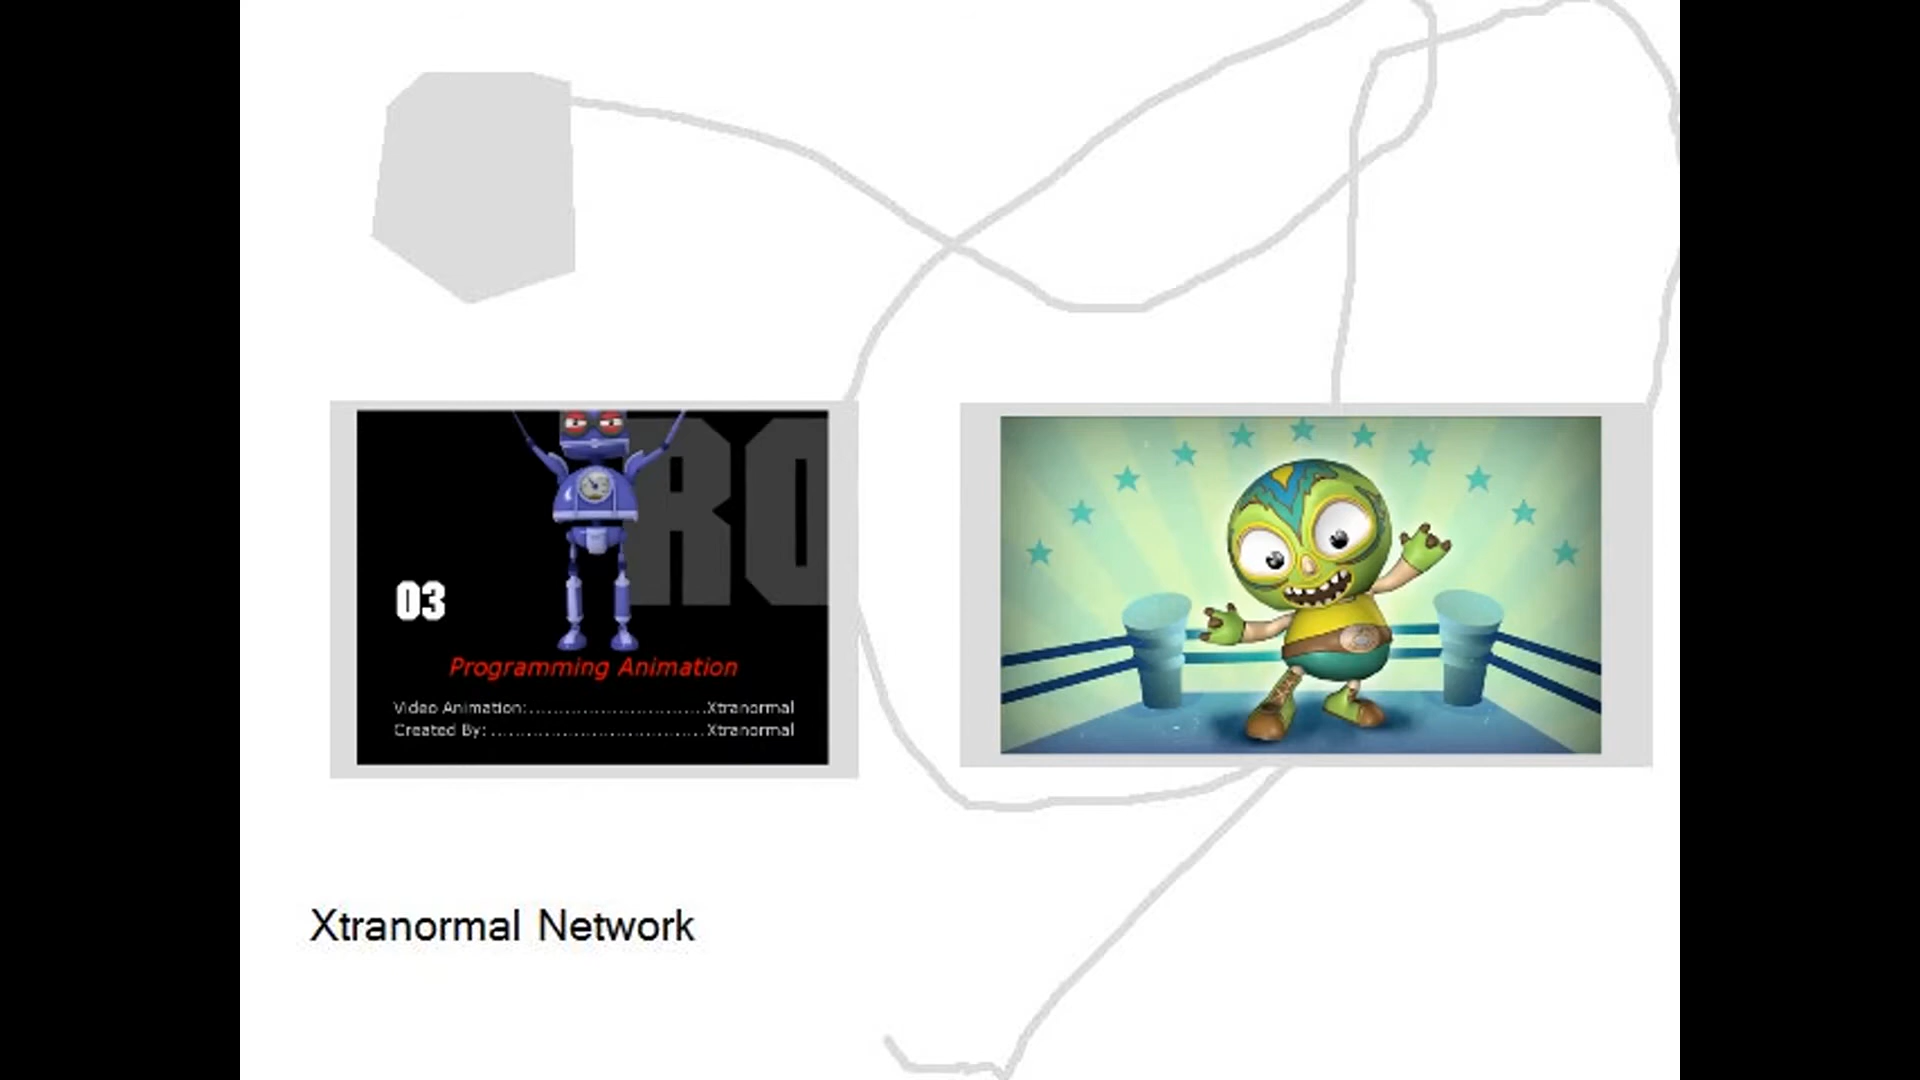 RO
03
Programming Animation
Video Animation:..............................Xtranormal
Created By: ....................................Xtranormal
Xtranormal Network